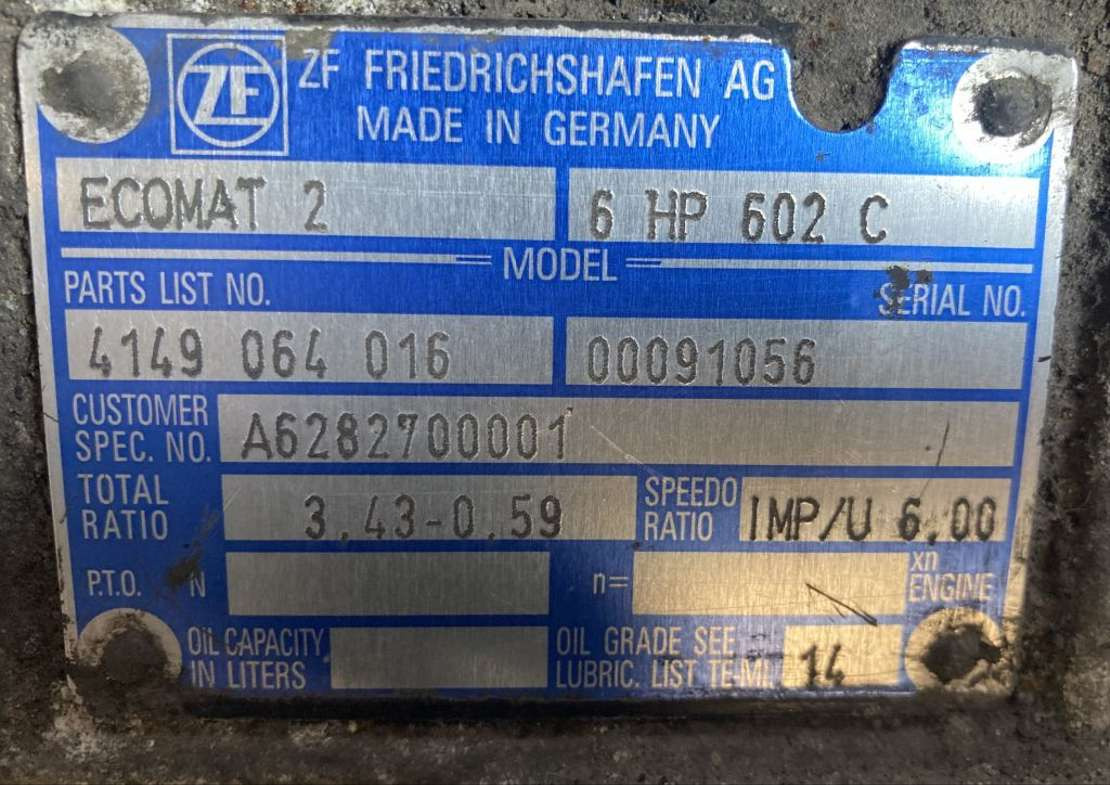 ZF ZF FRIEDRICHSHAFEN AG
MADE IN GERMANY
ECOMAT 2 6 HP 602 C
MODEL
PARTS LIST NO. SERIAL NO.
4149 064 016 00091056
CUSTOMER
SPEC. NO. A6282700001
TOTAL
RATIO 3.43-0.59 SPEEDO
RATIO IMP/U 6.00
P.T.O. N n= xn
ENGINE
OIL CAPACITY
IN LITERS
OIL GRADE SEE
LUBRIC. LIST TE-ML 14